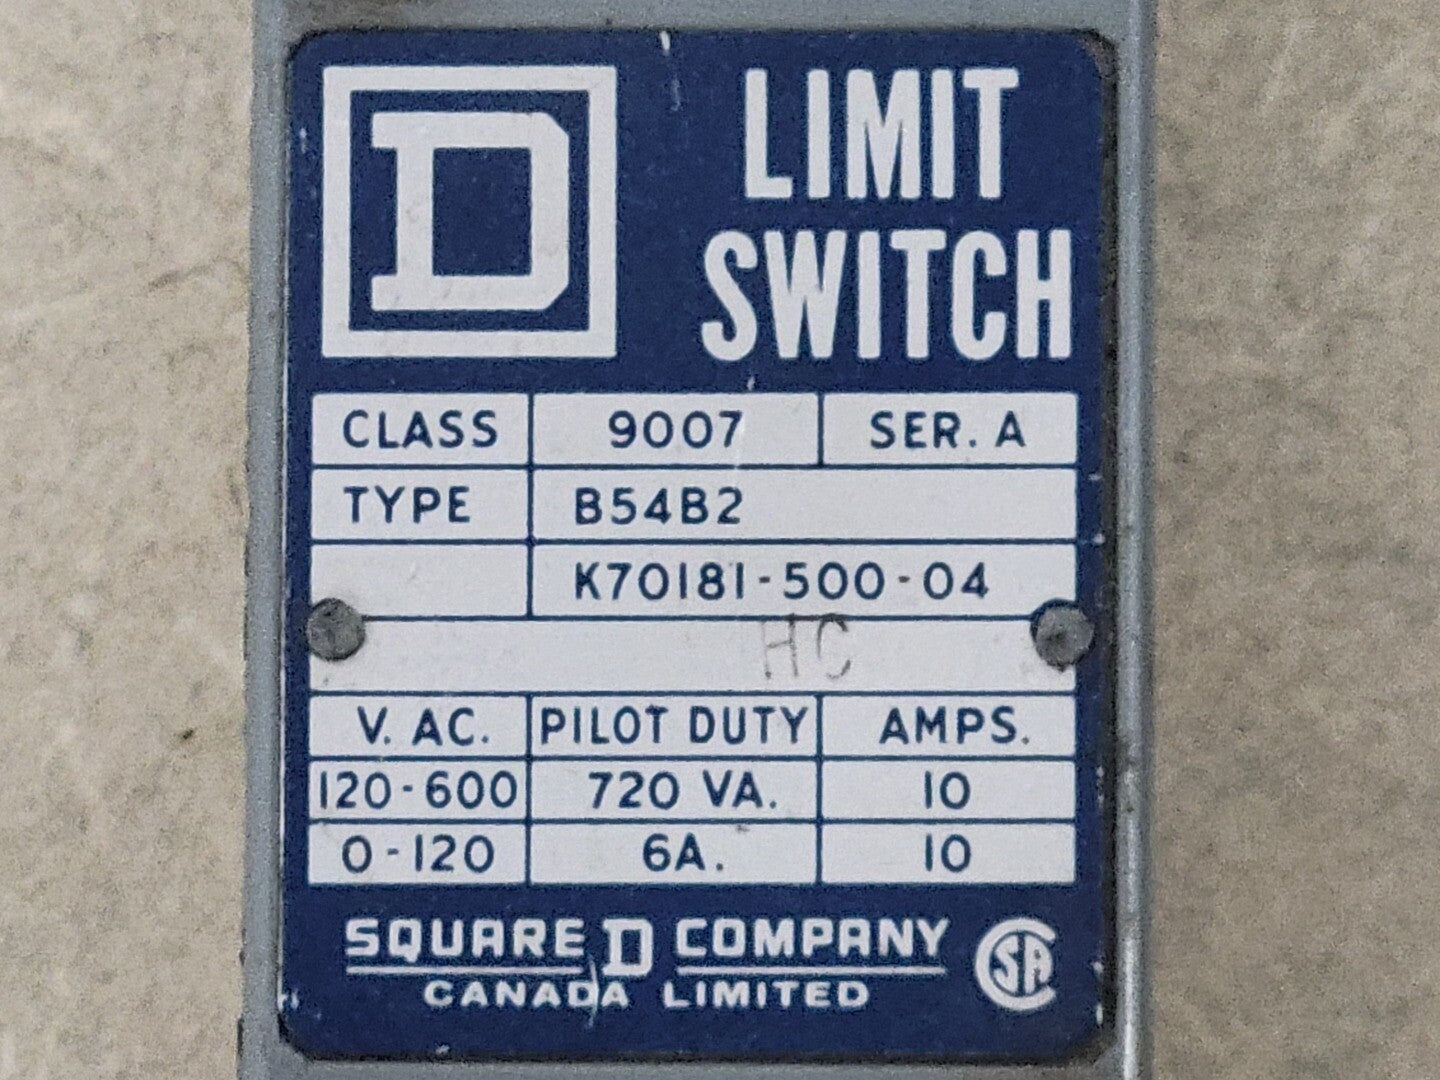 D
LIMIT
SWITCH
CLASS 9007 SER. A
TYPE B54B2
K70181-500-04
HC
V. AC. PILOT DUTY AMPS.
120-600 720 VA. 10
0-120 6A. 10
SQUARE D COMPANY
CANADA LIMITED
CSA